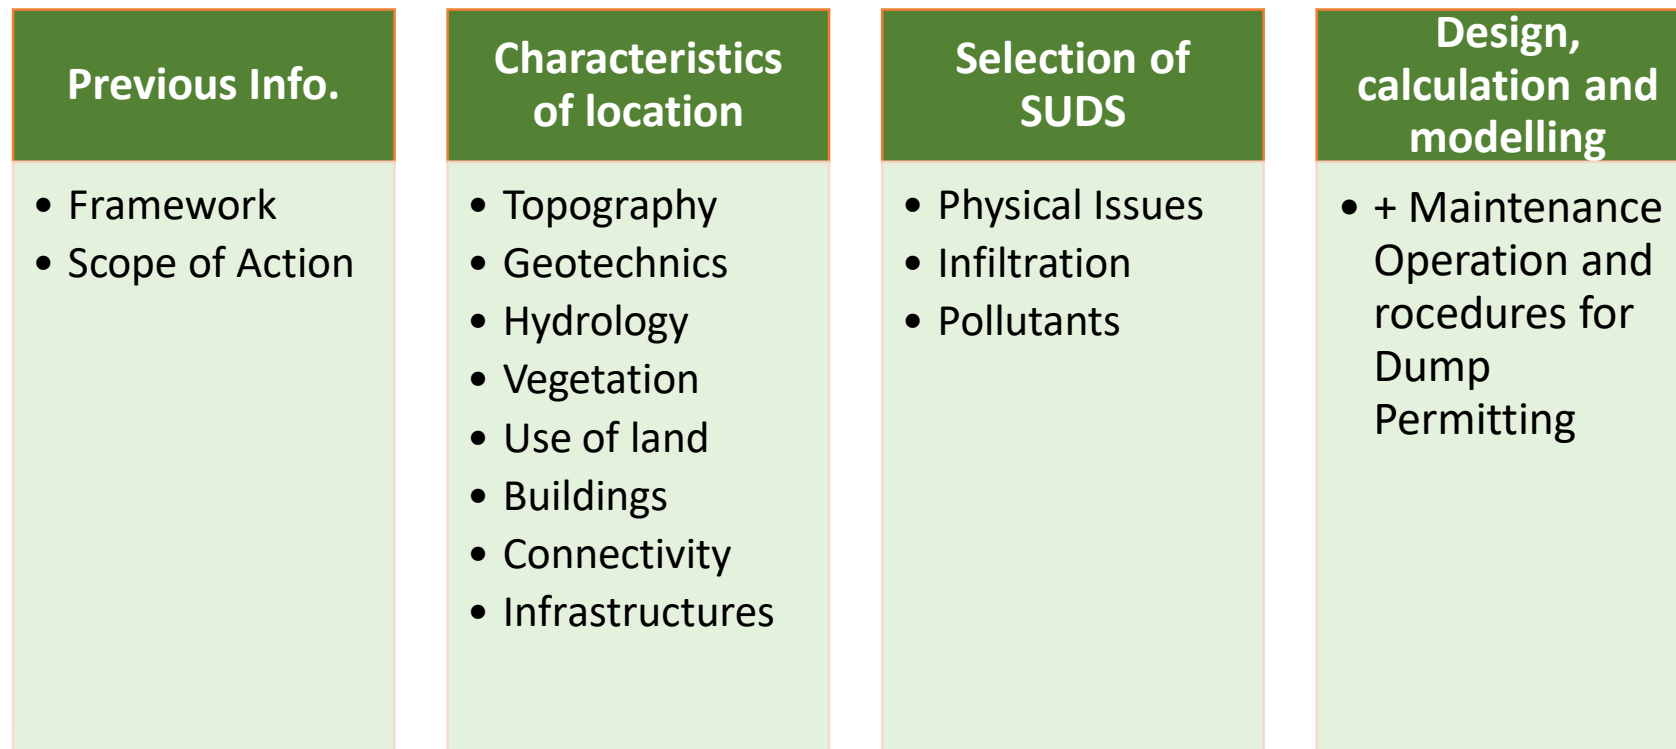 Previous Info.
• Framework
• Scope of Action
Characteristics
of location
• Topography
• Geotechnics
• Hydrology
• Vegetation
• Use of land
• Buildings
• Connectivity
• Infrastructures
Selection of
SUDS
• Physical Issues
• Infiltration
• Pollutants
Design,
calculation and
modelling
• + Maintenance
Operation and
rocedures for
Dump
Permitting